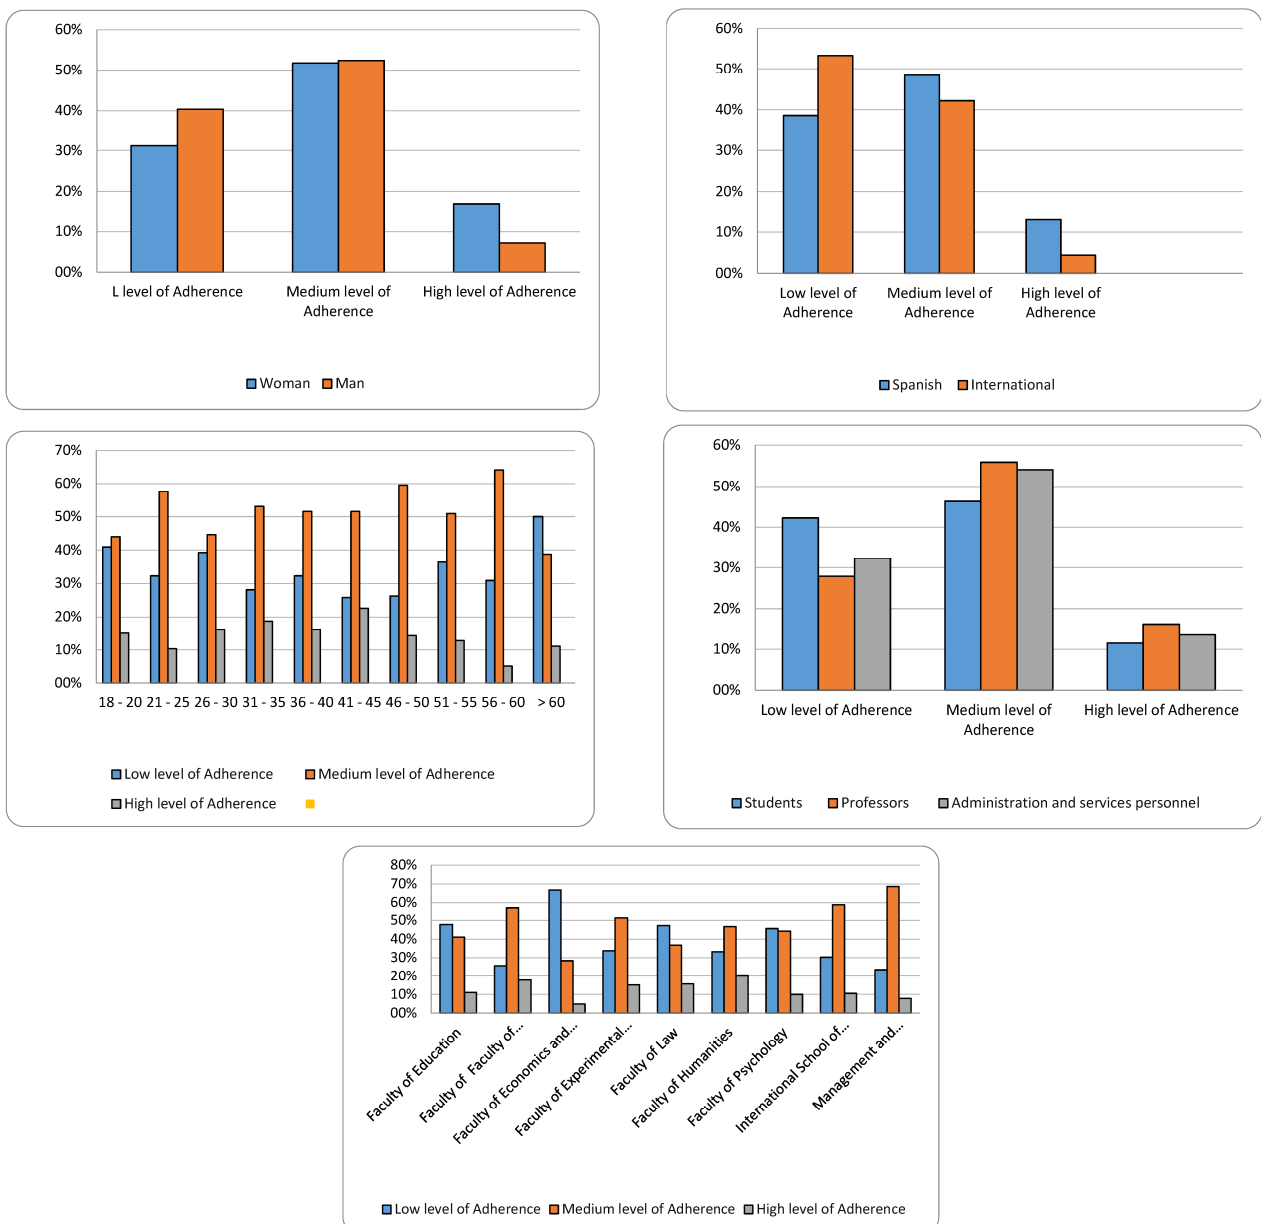 60%
50%
40%
30%
20%
10%
00%
L level of Adherence
Medium level of
Adherence
High level of Adherence
Woman Man
60%
50%
40%
30%
20%
10%
00%
Low level of
Adherence
Medium level of
Adherence
High level of
Adherence
Spanish International
70%
60%
50%
40%
30%
20%
10%
00%
18 - 20 21 - 25 26 - 30 31 - 35 36 - 40 41 - 45 46 - 50 51 - 55 56 - 60 > 60
Low level of Adherence Medium level of Adherence
High level of Adherence
60%
50%
40%
30%
20%
10%
00%
Low level of Adherence
Medium level of
Adherence
High level of Adherence
Students Professors Administration and services personnel
80%
70%
60%
50%
40%
30%
20%
10%
00%
Faculty of Education
Faculty of Faculty of...
Faculty of Economics and...
Faculty of Experimental...
Faculty of Law
Faculty of Humanities
Faculty of Psychology
International School of...
Management and...
Low level of Adherence Medium level of Adherence High level of Adherence